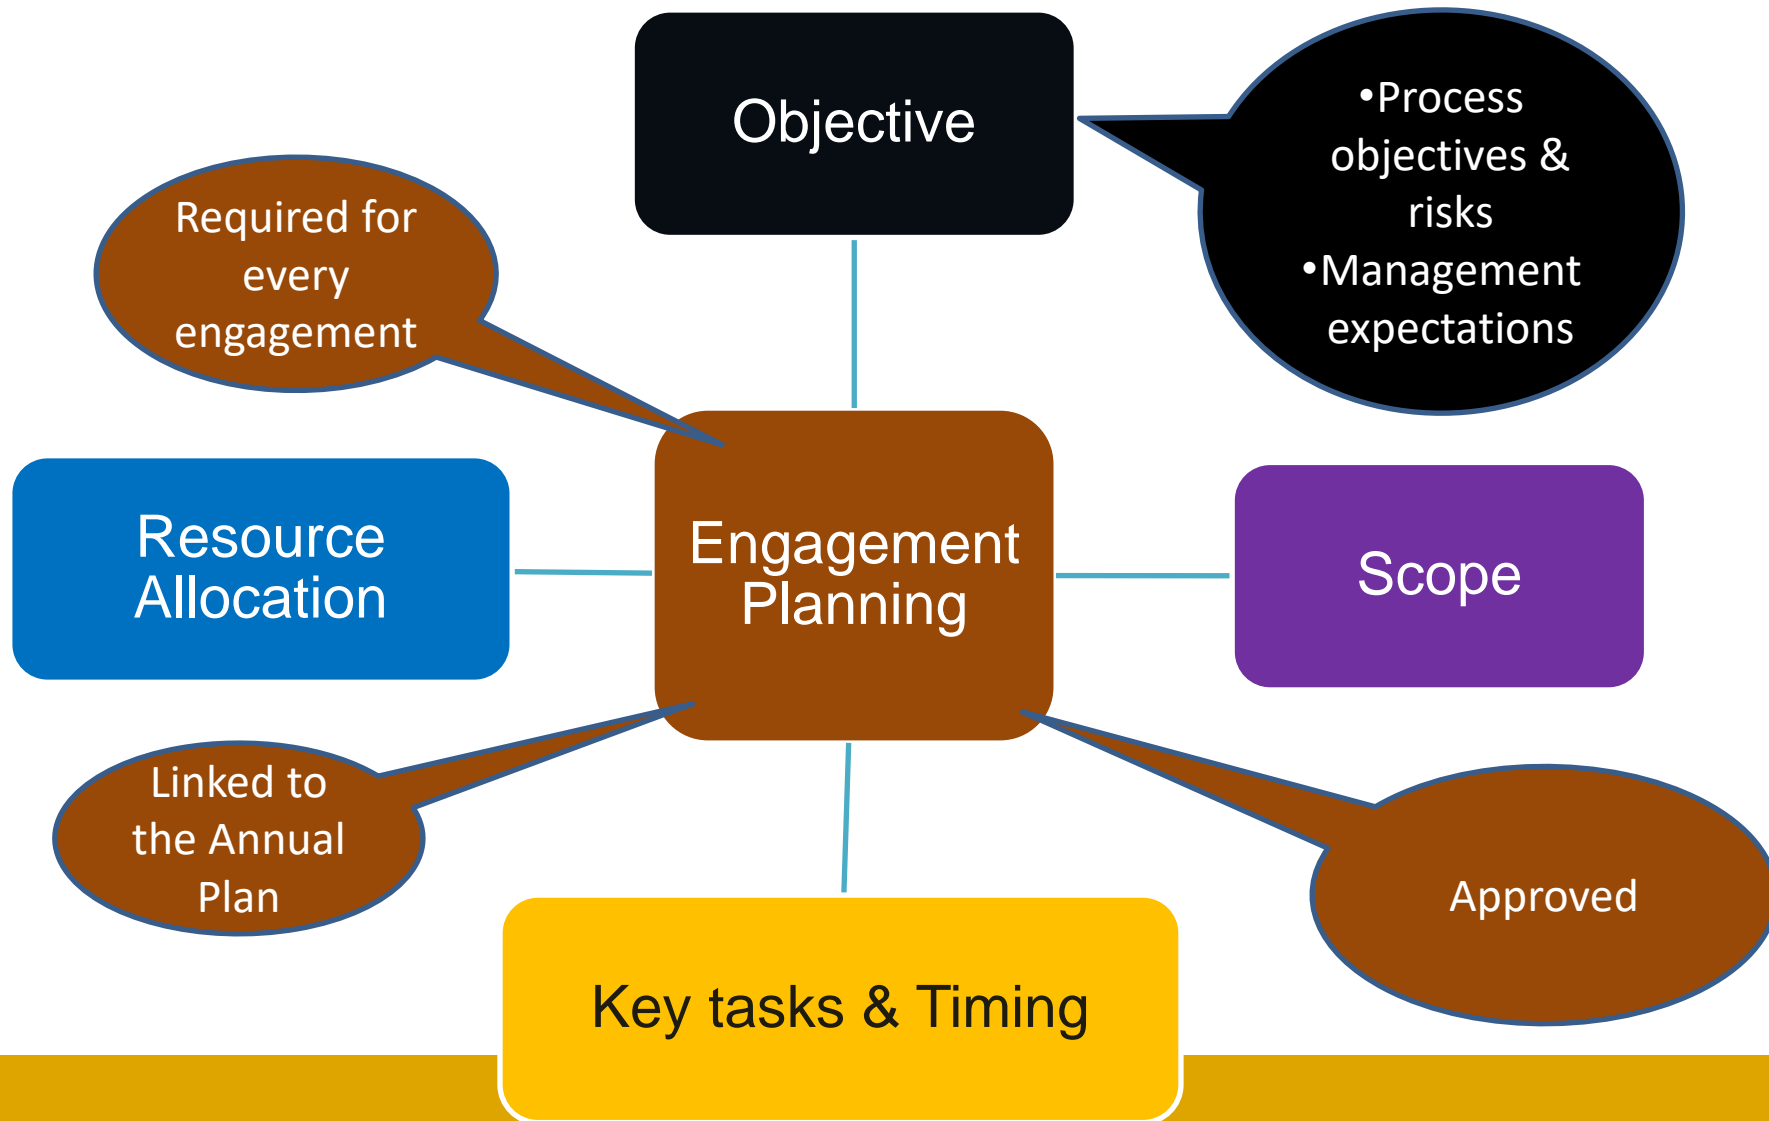 Objective
•Process
objectives &
risks
•Management
expectations
Required for
every
engagement
Resource
Allocation
Engagement
Planning
Scope
Linked to
the Annual
Plan
Approved
Key tasks & Timing